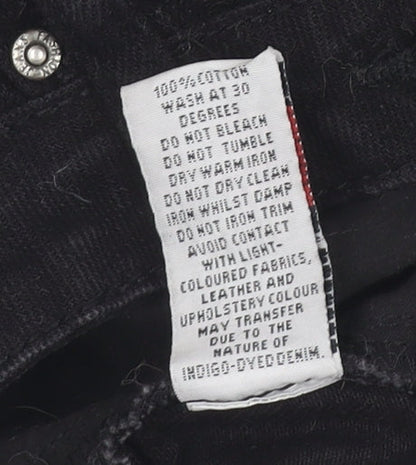 100% COTTON
WASH AT 30
DEGREES
DO NOT BLEACH
DO NOT TUMBLE
DRY WARM IRON
DO NOT DRY CLEAN
IRON WHILST DAMP
DO NOT IRON TRIM
AVOID CONTACT
WITH LIGHT-
COLOURED FABRICS,
LEATHER AND
UPHOLSTERY COLOUR
MAY TRANSFER
DUE TO THE
NATURE OF
INDIGO-DYED DENIM.
FASHION